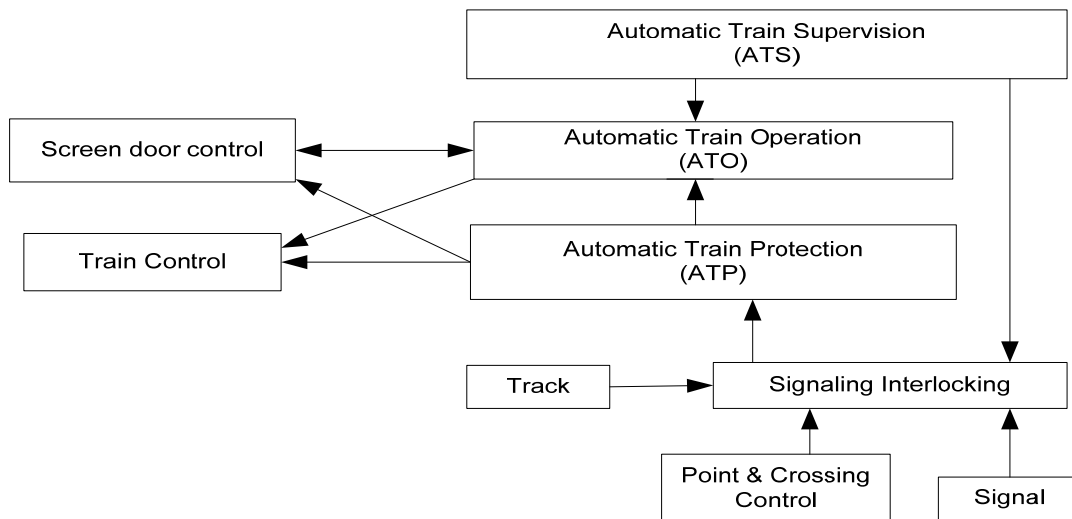 Automatic Train Supervision
(ATS)
Screen door control
Automatic Train Operation
(ATO)
Train Control
Automatic Train Protection
(ATP)
Track
Signaling Interlocking
Point & Crossing
Control
Signal